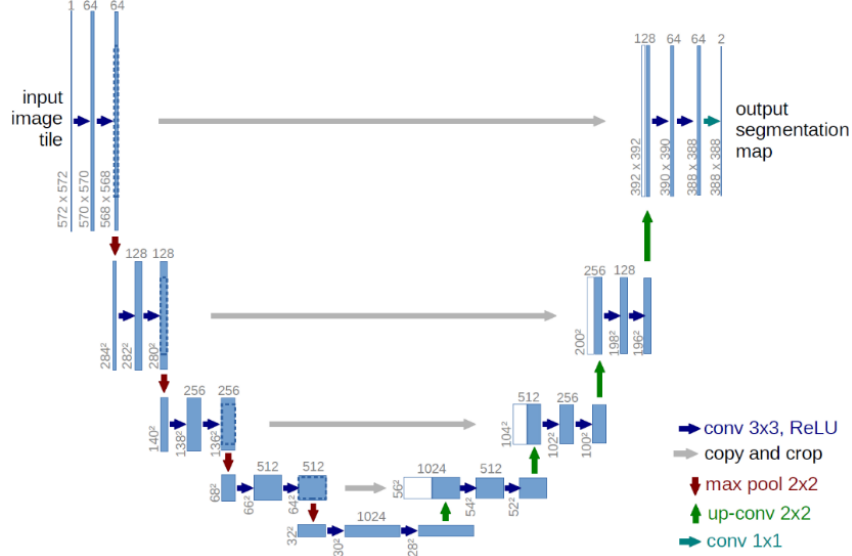 1 64 64
128 64 64 2
input
image
tile
output
segmentation
map
572 x 572
570 x 570
568 x 568
392 x 392
390 x 390
388 x 388
388 x 388
128 128
256 128
284²
282²
280²
200²
198²
196²
256 256
512 256
140²
138²
136²
104²
102²
100²
512 512
1024 512
68²
66²
64²
56²
54²
52²
1024
32²
30²
28²
conv 3x3, ReLU
copy and crop
max pool 2x2
up-conv 2x2
conv 1x1